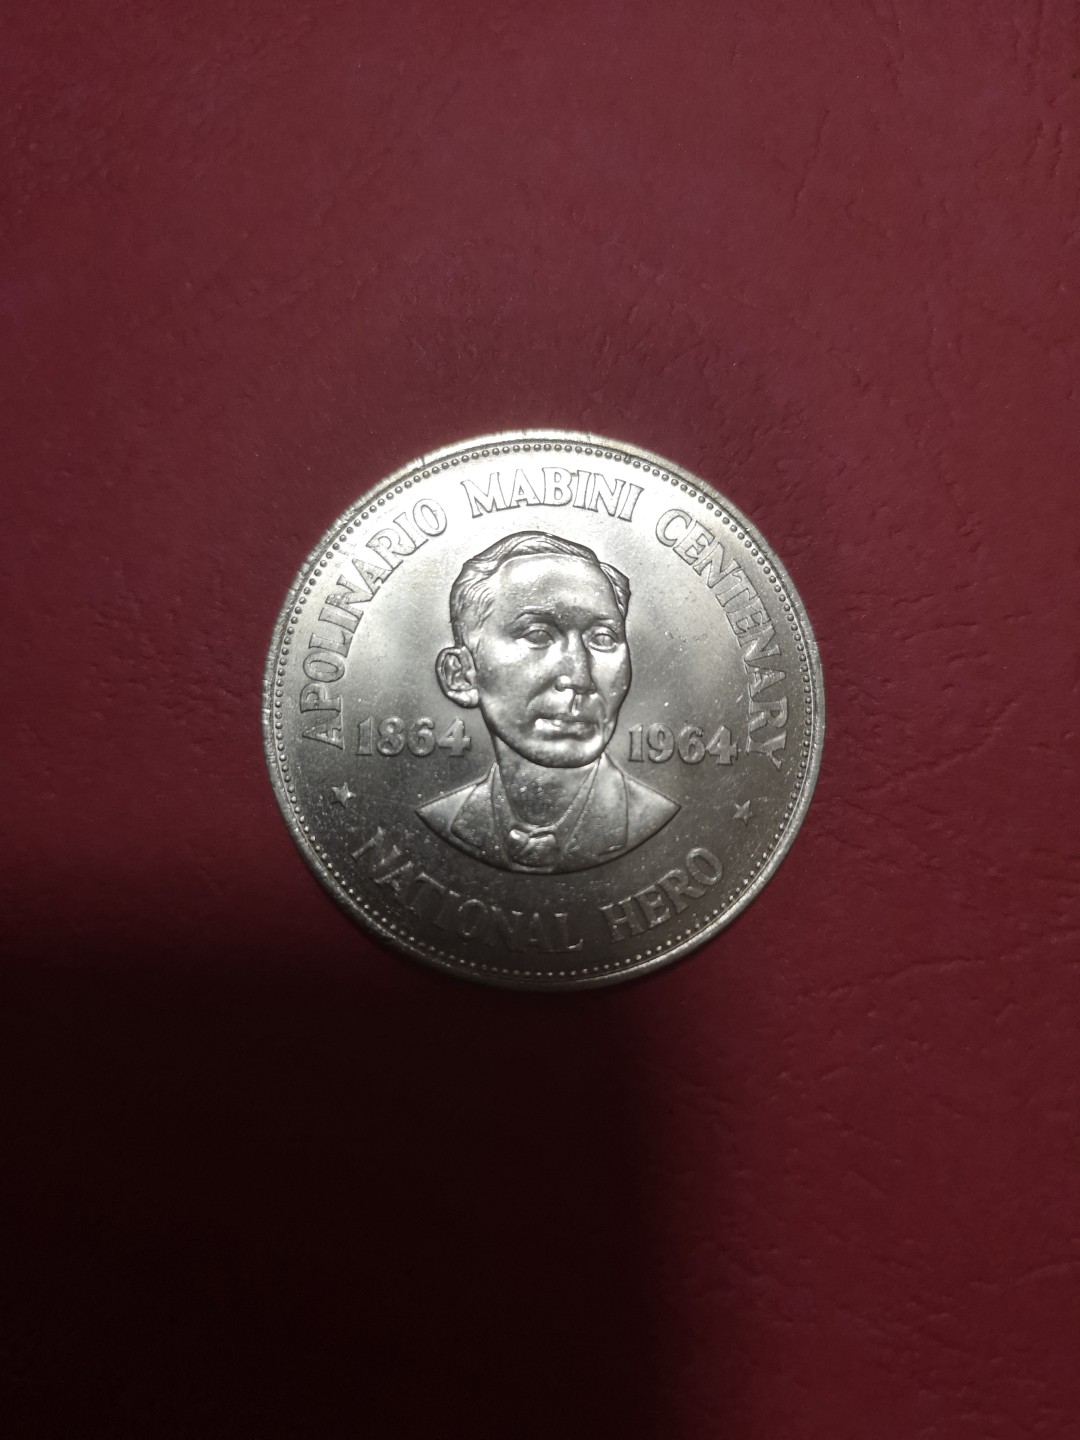 APOLINARIO MABINI CENTENARY
1864 1964
NATIONAL HERO